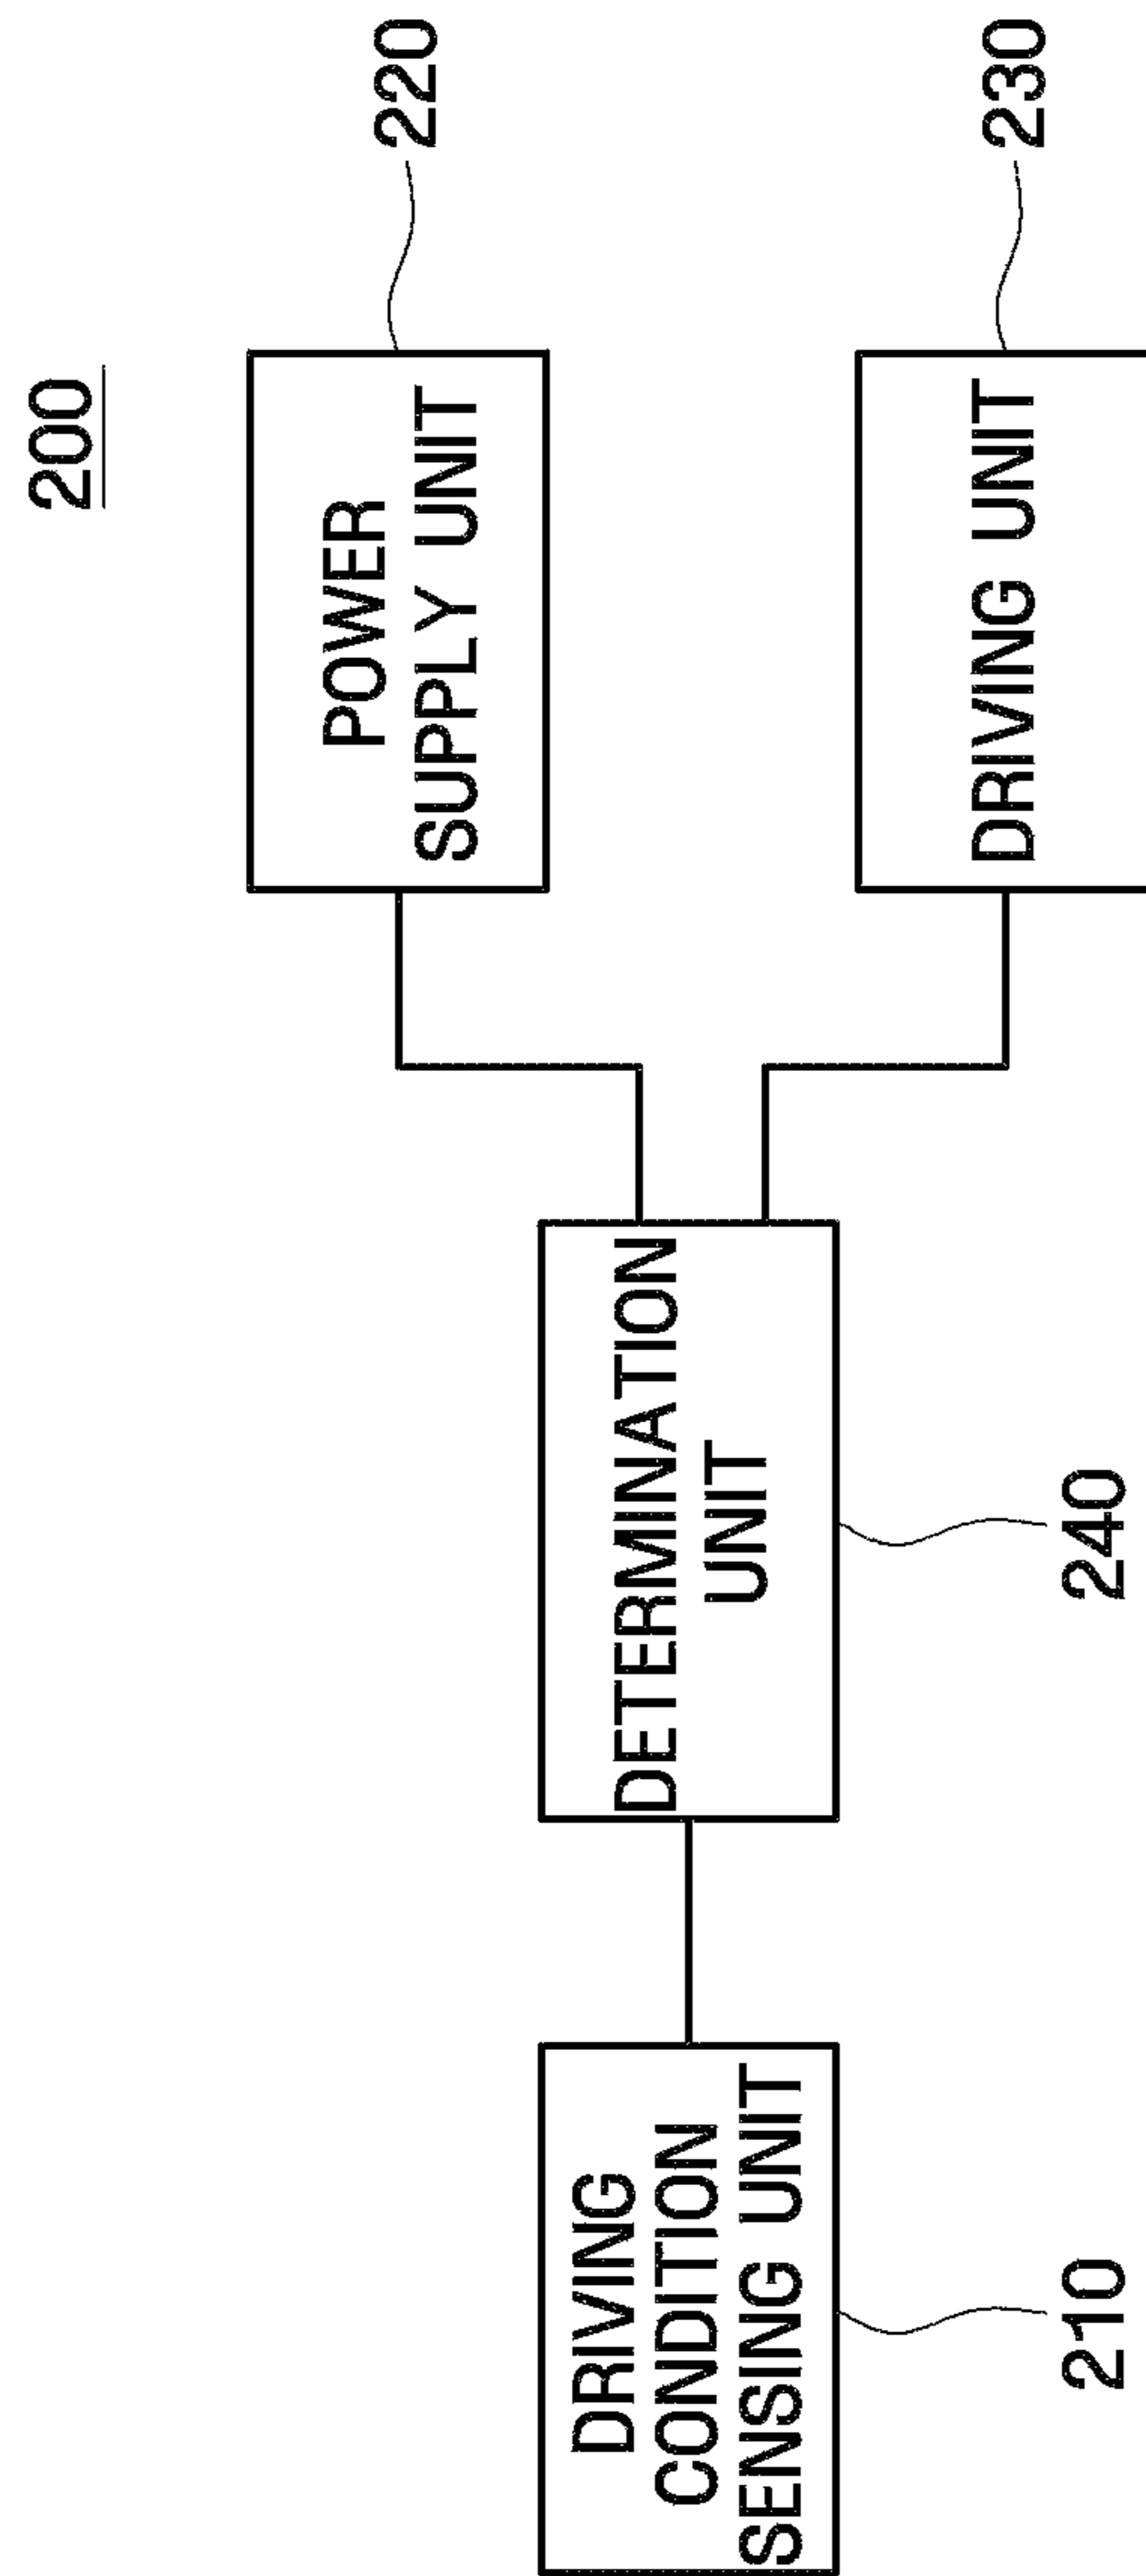 200
DRIVING
CONDITION
SENSING UNIT
210
DETERMINATION
UNIT
240
POWER
SUPPLY UNIT
220
DRIVING UNIT
230